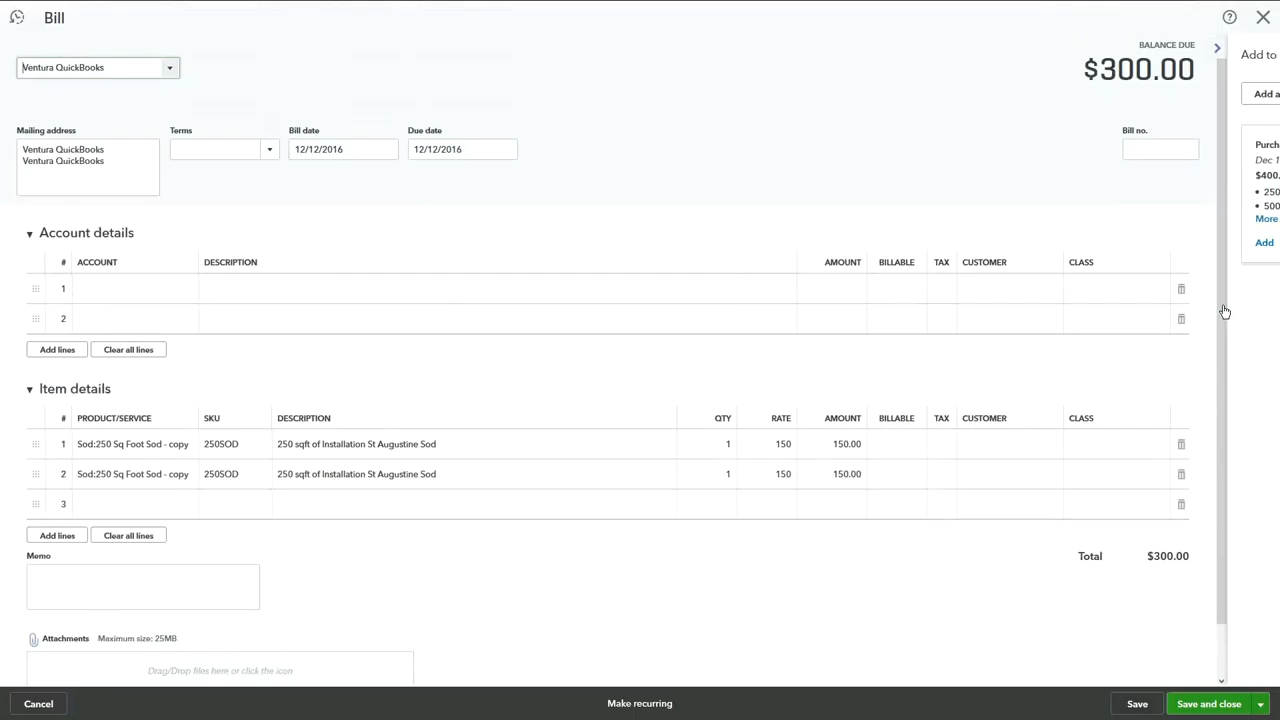 Bill
Ventura QuickBooks
BALANCE DUE
$300.00
Add to
Add a
Mailing address
Ventura QuickBooks
Ventura QuickBooks
Terms
Bill date
12/12/2016
Due date
12/12/2016
Bill no.
Purch
Dec 1
$400.
• 250
• 500
More
Add
Account details
# ACCOUNT DESCRIPTION AMOUNT BILLABLE TAX CUSTOMER CLASS
1
2
Add lines Clear all lines
Item details
# PRODUCT/SERVICE SKU DESCRIPTION QTY RATE AMOUNT BILLABLE TAX CUSTOMER CLASS
1 Sod:250 Sq Foot Sod - copy 250SOD 250 sqft of Installation St Augustine Sod 1 150 150.00
2 Sod:250 Sq Foot Sod - copy 250SOD 250 sqft of Installation St Augustine Sod 1 150 150.00
3
Add lines Clear all lines
Memo
Total $300.00
Attachments Maximum size: 25MB
Drag/Drop files here or click the icon
Cancel Make recurring Save Save and close